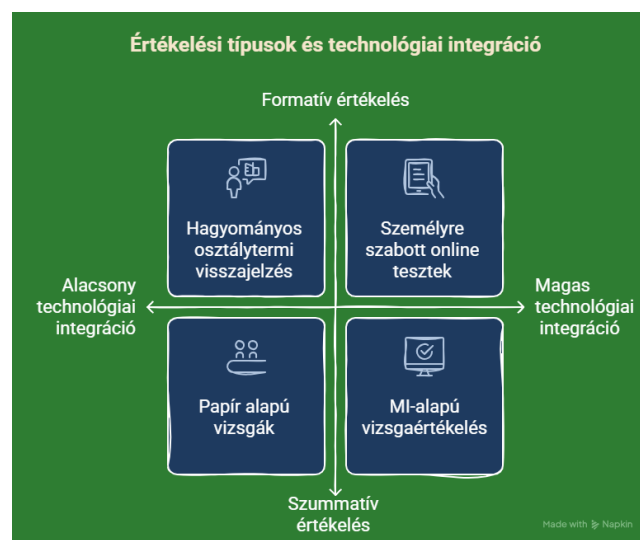 Értékelési típusok és technológiai integráció
Formatív értékelés
Hagyományos
osztálytermi
visszajelzés
Személyre
szabott online
tesztek
Alacsony
technológiai
integráció
Magas
technológiai
integráció
Papír alapú
vizsgák
MI-alapú
vizsgaértékelés
Szummatív
értékelés
Made with Napkin